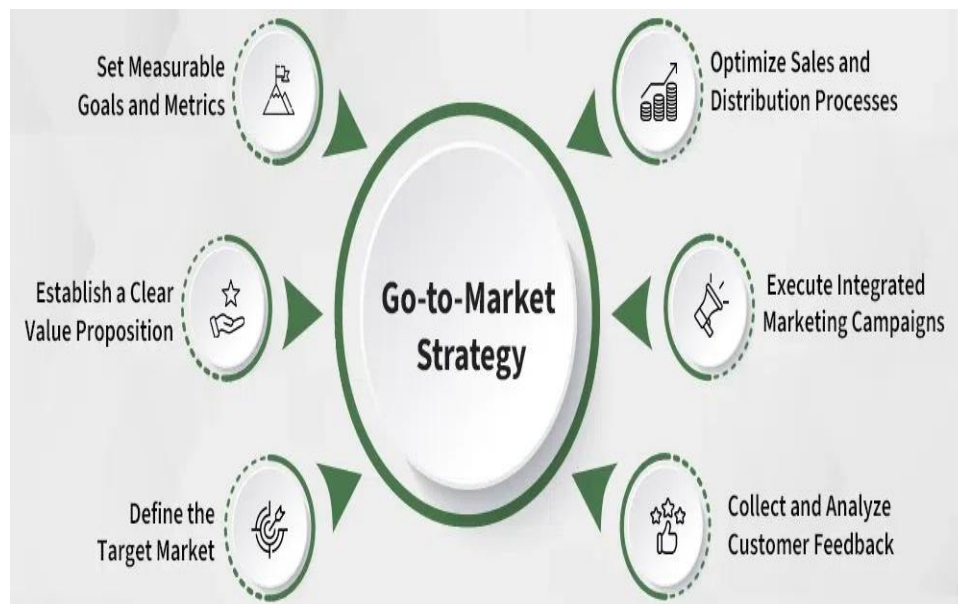 Set Measurable
Goals and Metrics
Establish a Clear
Value Proposition
Define the
Target Market
Go-to-Market
Strategy
Optimize Sales and
Distribution Processes
Execute Integrated
Marketing Campaigns
Collect and Analyze
Customer Feedback